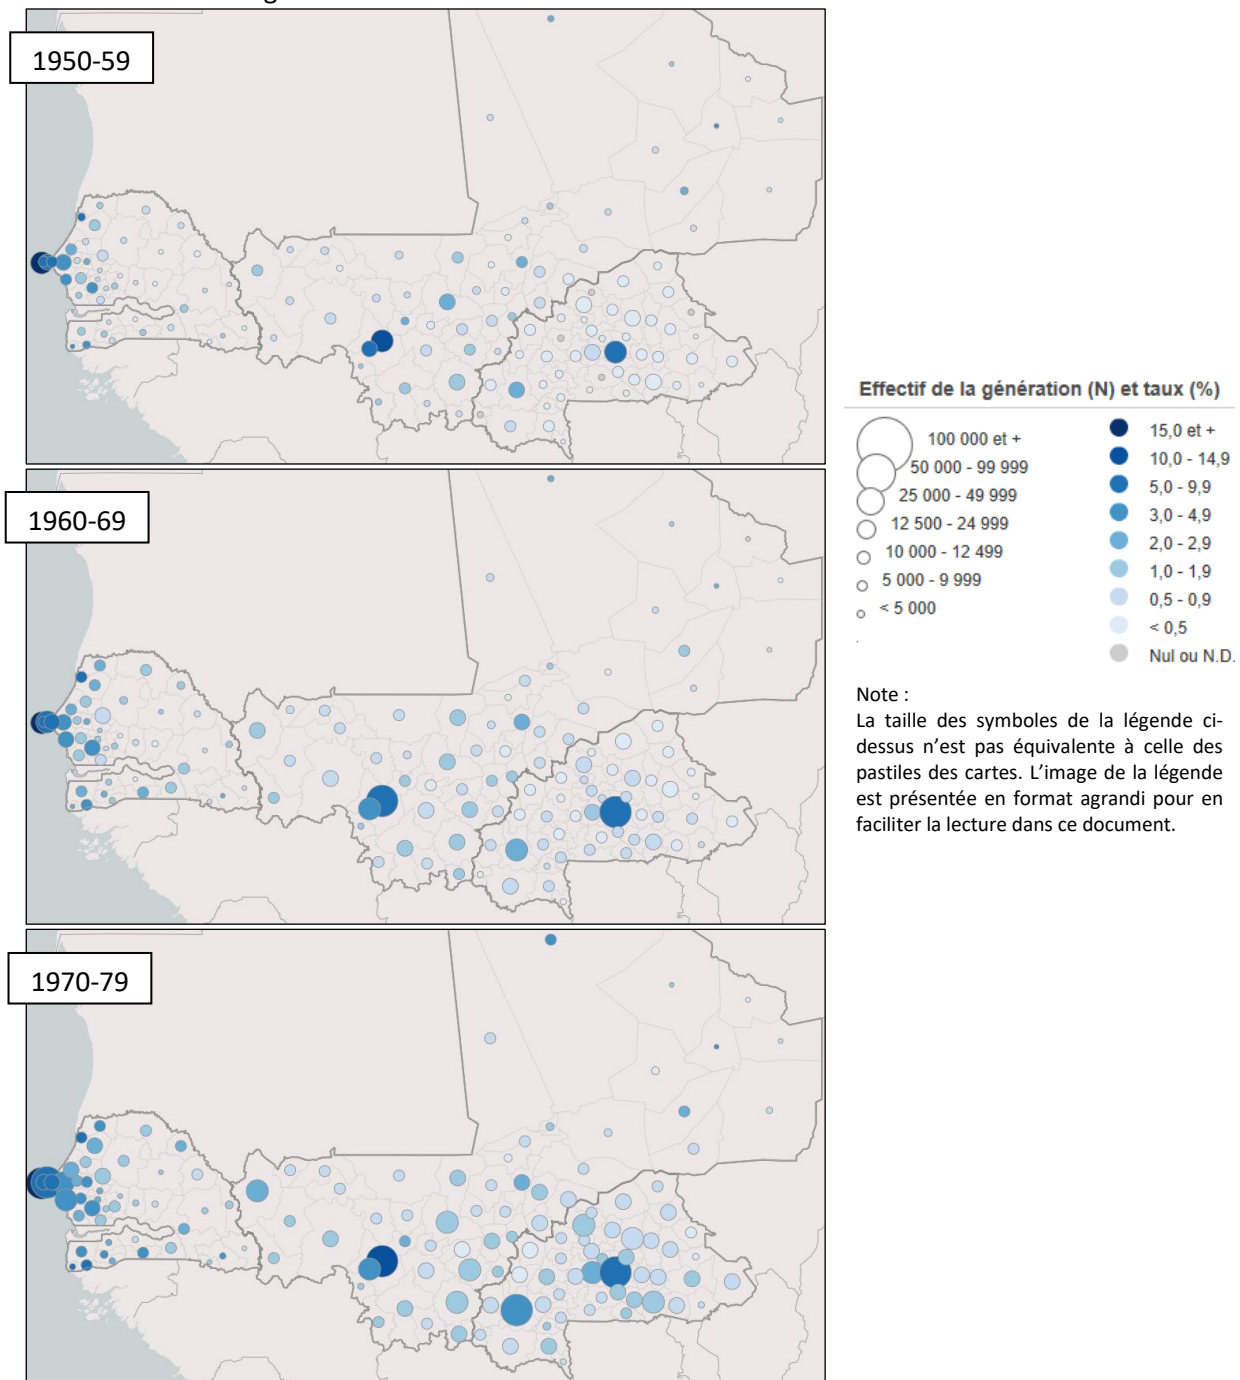 1950-59
1960-69
1970-79
Effectif de la génération (N) et taux (%)
100 000 et +
50 000 - 99 999
25 000 - 49 999
12 500 - 24 999
10 000 - 12 499
5 000 - 9 999
< 5 000
15,0 et +
10,0 - 14,9
5,0 - 9,9
3,0 - 4,9
2,0 - 2,9
1,0 - 1,9
0,5 - 0,9
< 0,5
Nul ou N.D.
Note :
La taille des symboles de la légende ci-
dessus n’est pas équivalente à celle des
pastilles des cartes. L’image de la légende
est présentée en format agrandi pour en
faciliter la lecture dans ce document.